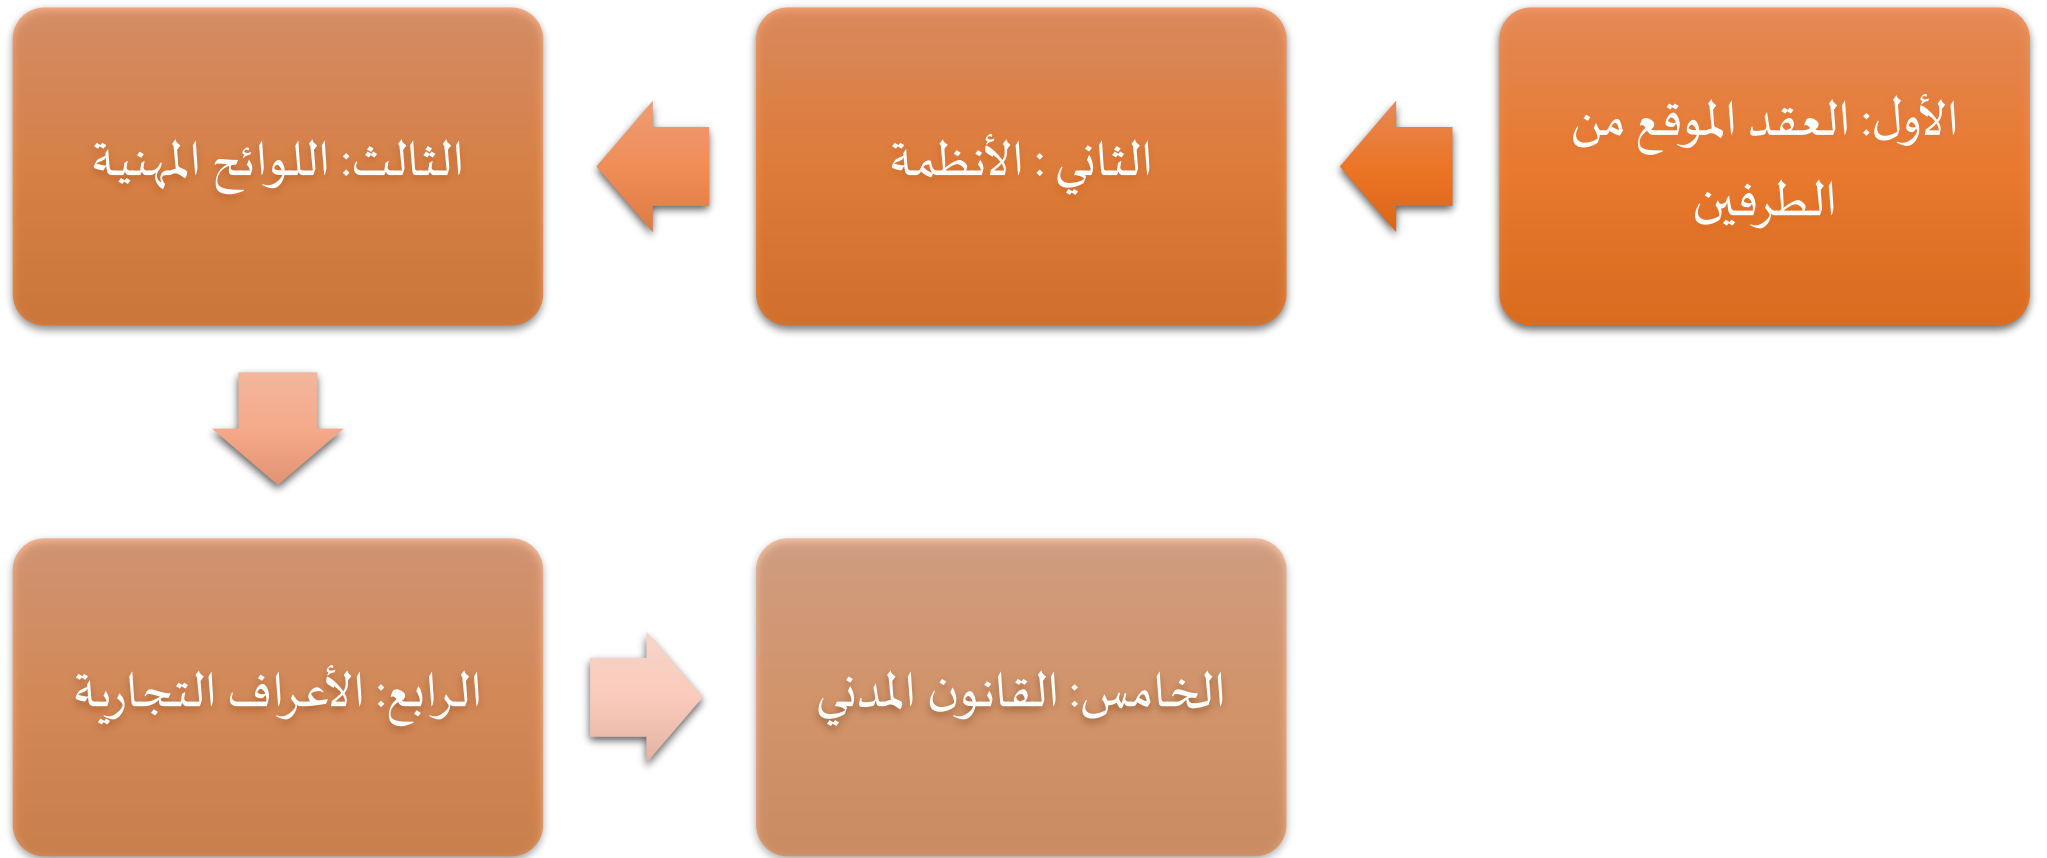 الأول: العقد الموقع من
الطرفين
الثاني : الأنظمة
الثالث: اللوائح المهنية
الرابع: الأعراف التجارية
الخامس: القانون المدني